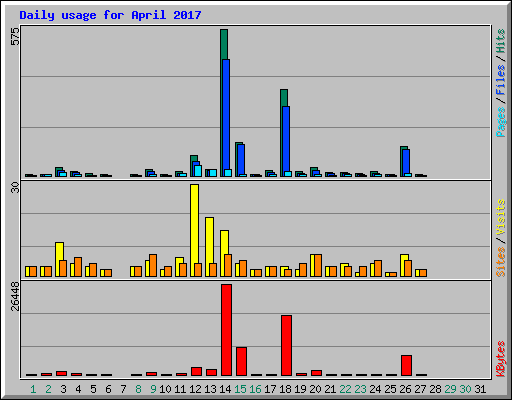 Daily usage for April 2017
575
Pages / Files / Hits
30
Sites / Visits
26448
KBytes
1 2 3 4 5 6 7 8 9 10 11 12 13 14 15 16 17 18 19 20 21 22 23 24 25 26 27 28 29 30 31